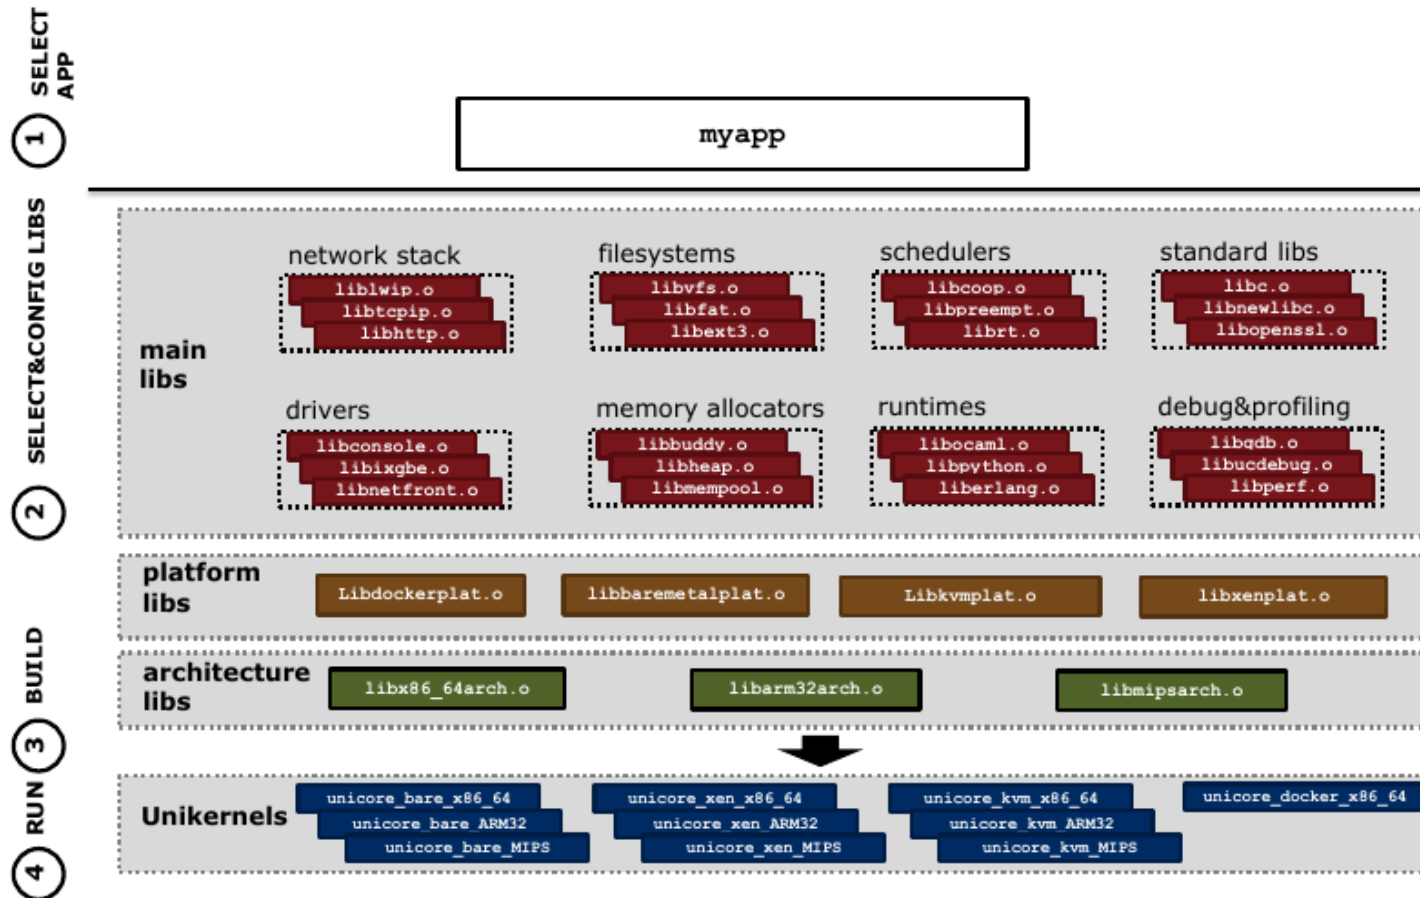 1 SELECT
APP
myapp
2 SELECT&CONFIG LIBS
main
libs
network stack
liblwip.o
libtcpip.o
libhttp.o
filesystems
libvfs.o
libfat.o
libext3.o
schedulers
libcoop.o
libpreempt.o
librt.o
standard libs
libc.o
libnewlibc.o
libopenssl.o
drivers
libconsole.o
libixgbe.o
libnetfront.o
memory allocators
libbuddy.o
libheap.o
libmempool.o
runtimes
libocaml.o
libpython.o
liberlang.o
debug&profiling
libgdb.o
libucdebug.o
libperf.o
platform
libs
Libdockerplat.o
libbaremetalplat.o
Libkvmplat.o
libxenplat.o
3 BUILD
architecture
libs
libx86_64arch.o
libarm32arch.o
libmipsarch.o
4 RUN
Unikernels
unicore_bare_x86_64
unicore_bare_ARM32
unicore_bare_MIPS
unicore_xen_x86_64
unicore_xen_ARM32
unicore_xen_MIPS
unicore_kvm_x86_64
unicore_kvm_ARM32
unicore_kvm_MIPS
unicore_docker_x86_64